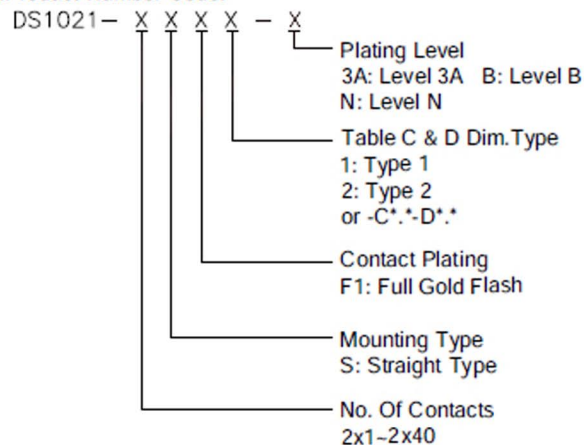 DS1021- X X X X - X
Plating Level
3A: Level 3A B: Level B
N: Level N
Table C & D Dim.Type
1: Type 1
2: Type 2
or -C*.*-D*.*
Contact Plating
F1: Full Gold Flash
Mounting Type
S: Straight Type
No. Of Contacts
2x1~2x40